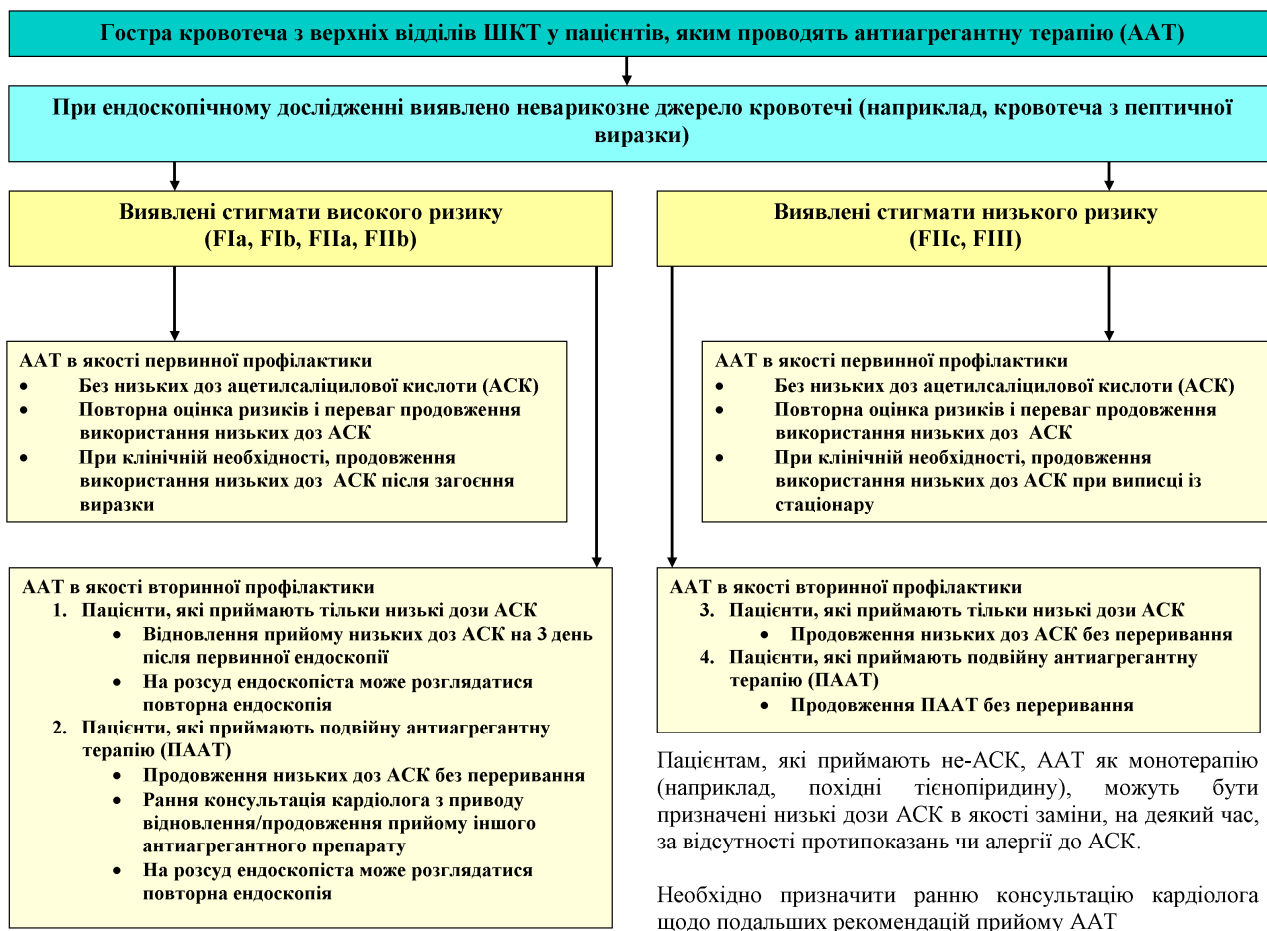 Гостра кровотеча з верхніх відділів ШКТ у пацієнтів, яким проводять антиагрегантну терапію (ААТ)
При ендоскопічному дослідженні виявлено неварикозне джерело кровотечі (наприклад, кровотеча з пептичної
виразки)
Виявлені стигмати високого ризику
(FIa, FIb, FIIa, FIIb)
Виявлені стигмати низького ризику
(FIIc, FIII)
ААТ в якості первинної профілактики
• Без низьких доз ацетилсаліцилової кислоти (АСК)
• Повторна оцінка ризиків і переваг продовження
використання низьких доз АСК
• При клінічній необхідності, продовження
використання низьких доз АСК після загоєння
виразки
ААТ в якості первинної профілактики
• Без низьких доз ацетилсаліцилової кислоти (АСК)
• Повторна оцінка ризиків і переваг продовження
використання низьких доз АСК
• При клінічній необхідності, продовження
використання низьких доз АСК при виписці із
стаціонару
ААТ в якості вторинної профілактики
1. Пацієнти, які приймають тільки низькі дози АСК
• Відновлення прийому низьких доз АСК на 3 день
після первинної ендоскопії
• На розсуд ендоскопіста може розглядатися
повторна ендоскопія
2. Пацієнти, які приймають подвійну антиагрегантну
терапію (ПААТ)
• Продовження низьких доз АСК без переривання
• Рання консультація кардіолога з приводу
відновлення/продовження прийому іншого
антиагрегантного препарату
• На розсуд ендоскопіста може розглядатися
повторна ендоскопія
ААТ в якості вторинної профілактики
3. Пацієнти, які приймають тільки низькі дози АСК
• Продовження низьких доз АСК без переривання
4. Пацієнти, які приймають подвійну антиагрегантну
терапію (ПААТ)
• Продовження ПААТ без переривання
Пацієнтам, які приймають не-АСК, ААТ як монотерапію
(наприклад, похідні тієнопіридину), можуть бути
призначені низькі дози АСК в якості заміни, на деякий час,
за відсутності протипоказань чи алергії до АСК.
Необхідно призначити ранню консультацію кардіолога
щодо подальших рекомендацій прийому ААТ